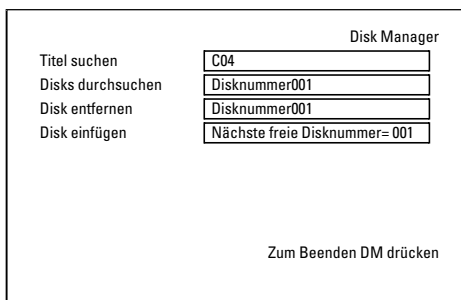 Disk Manager
Titel suchen C04
Disks durchsuchen Disknummer001
Disk entfernen Disknummer001
Disk einfügen Nächste freie Disknummer= 001
Zum Beenden DM drücken